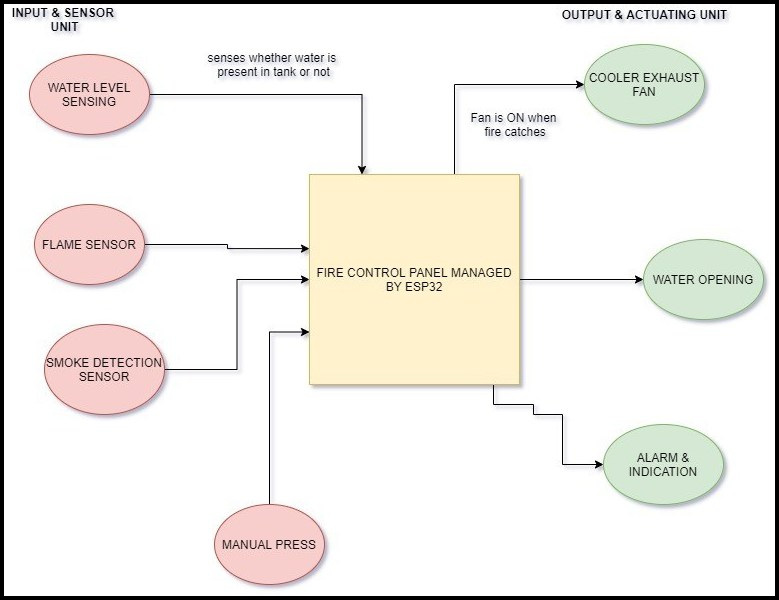 INPUT & SENSOR
UNIT
OUTPUT & ACTUATING UNIT
WATER LEVEL
SENSING
senses whether water is
present in tank or not
COOLER EXHAUST
FAN
Fan is ON when
fire catches
FLAME SENSOR
FIRE CONTROL PANEL MANAGED
BY ESP32
WATER OPENING
SMOKE DETECTION
SENSOR
ALARM &
INDICATION
MANUAL PRESS